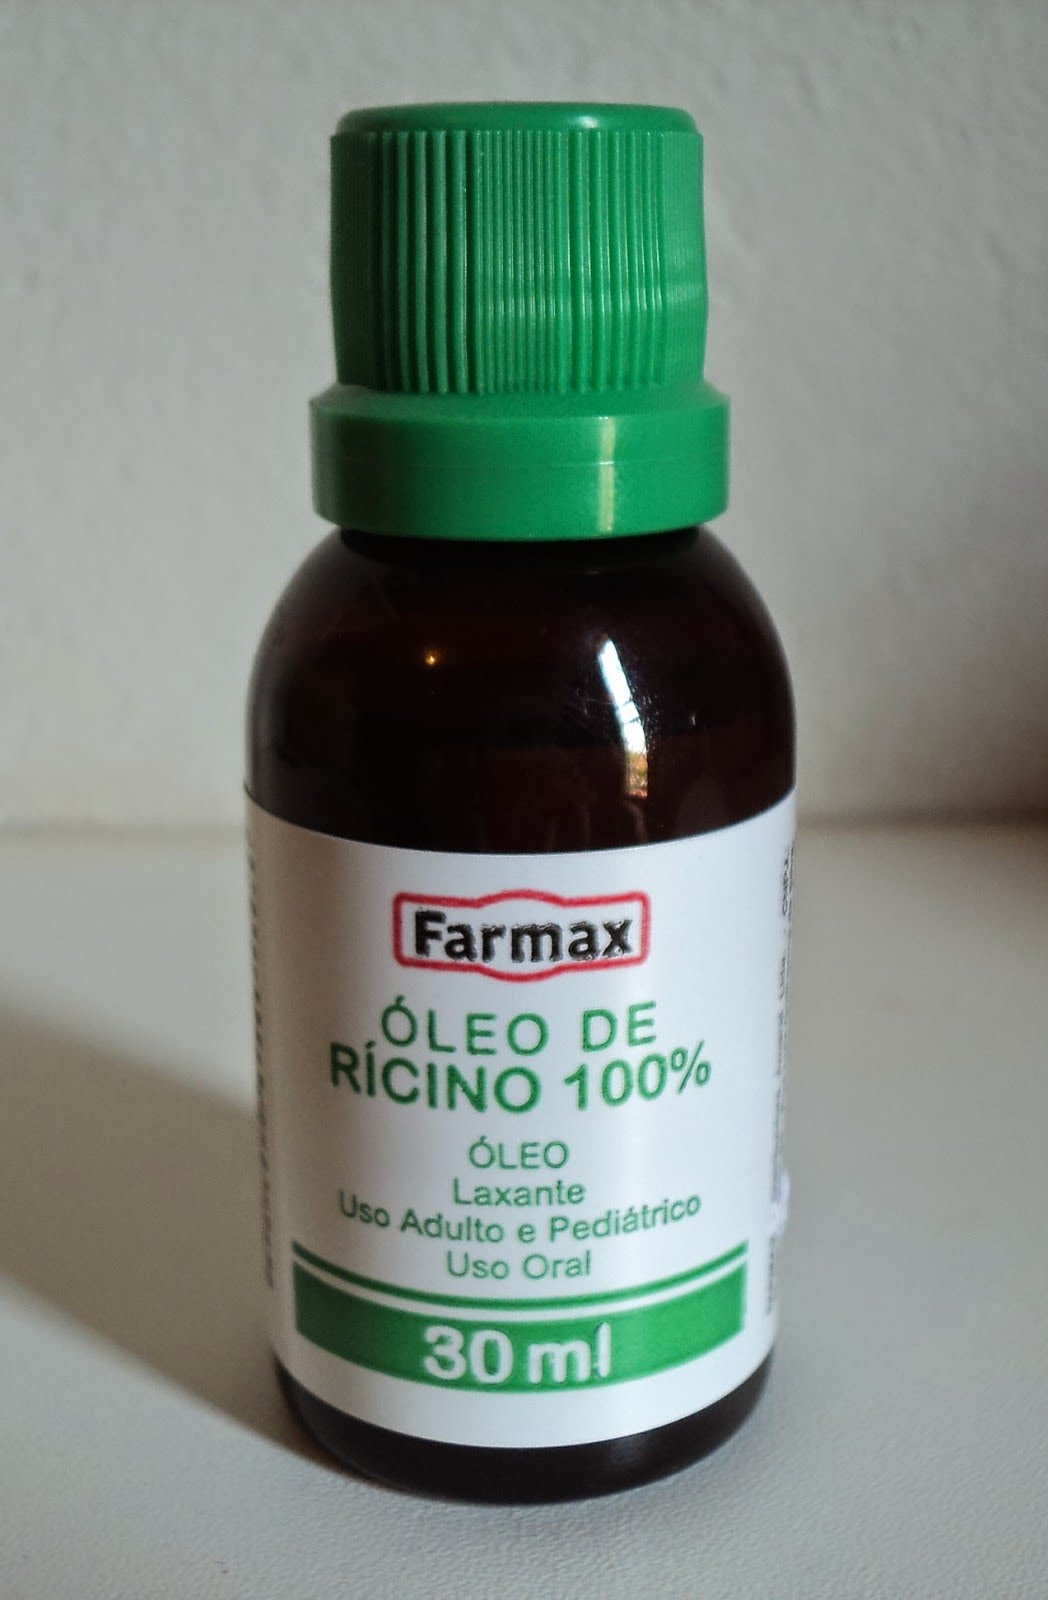 Farmax
ÓLEO DE
RÍCINO 100%
ÓLEO
Laxante
Uso Adulto e Pediátrico
Uso Oral
30 ml